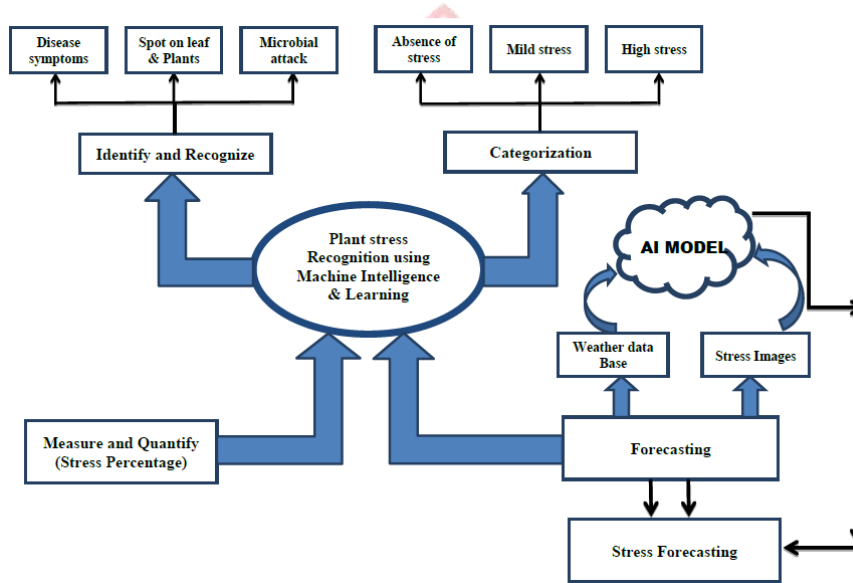 Disease
symptoms
Spot on leaf
& Plants
Microbial
attack
Absence of
stress
Mild stress
High stress
Identify and Recognize
Categorization
Plant stress
Recognition using
Machine Intelligence
& Learning
AI MODEL
Weather data
Base
Stress Images
Measure and Quantify
(Stress Percentage)
Forecasting
Stress Forecasting